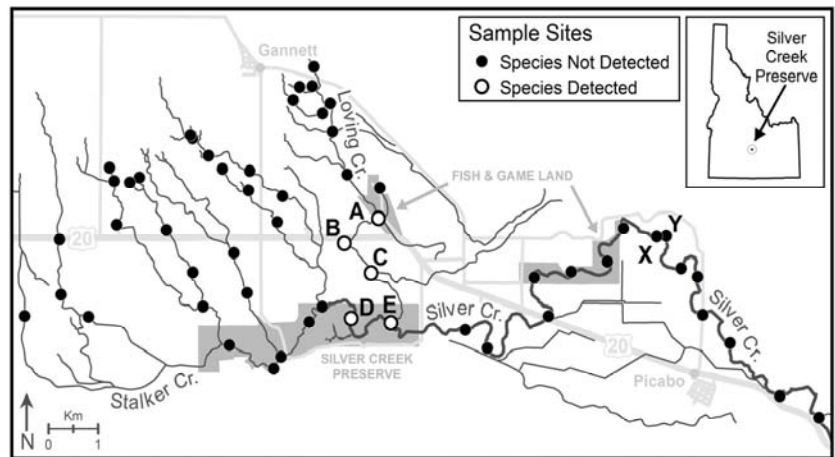 Sample Sites
Species Not Detected
Species Detected
Silver
Creek
Preserve
Gannett
Loving Cr.
FISH & GAME LAND
A
B
C
D
E
X
Y
20
Silver Cr.
Silver Cr.
SILVER CREEK
PRESERVE
20
Stalker Cr.
Picabo
N
Km
0 1